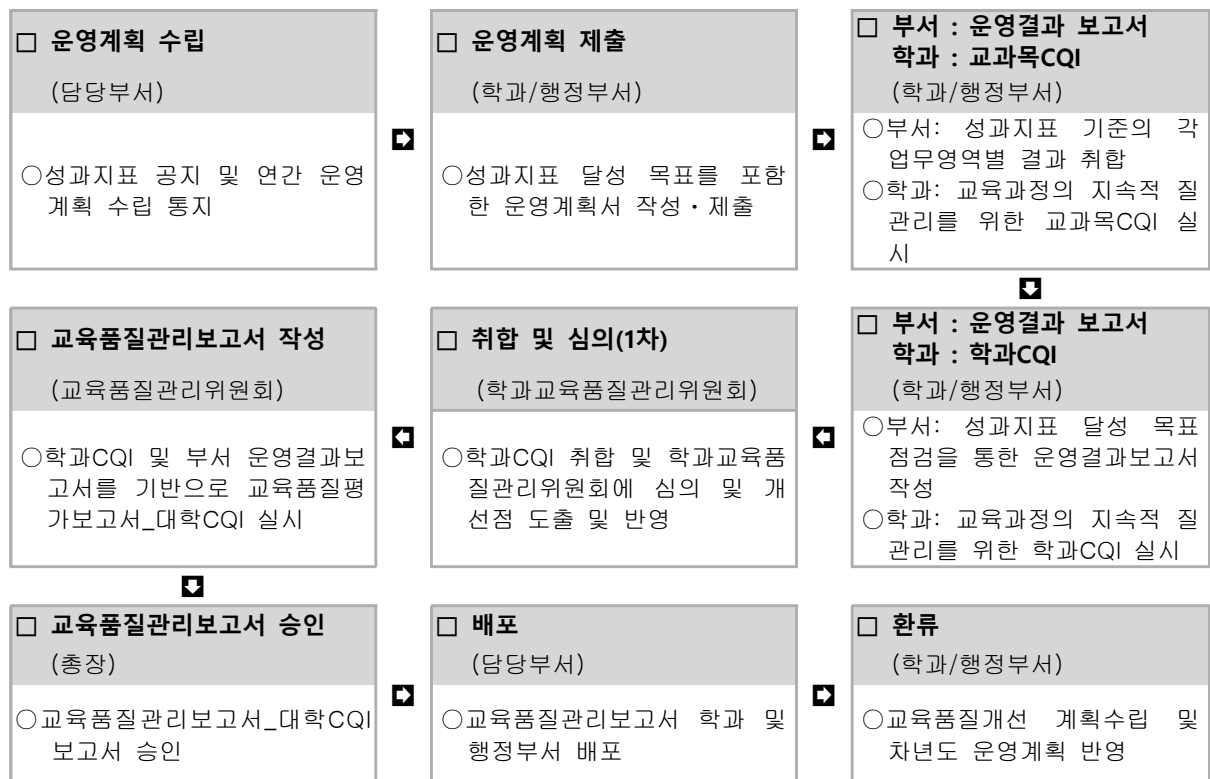 □ 운영계획 수립
(담당부서)
○성과지표 공지 및 연간 운영
계획 수립 통지
□ 운영계획 제출
(학과/행정부서)
○성과지표 달성 목표를 포함
한 운영계획서 작성・제출
□ 부서 : 운영결과 보고서
학과 : 교과목CQI
(학과/행정부서)
○부서: 성과지표 기준의 각
업무영역별 결과 취합
○학과: 교육과정의 지속적 질
관리를 위한 교과목CQI 실
시
□ 부서 : 운영결과 보고서
학과 : 학과CQI
(학과/행정부서)
○부서: 성과지표 달성 목표
점검을 통한 운영결과보고서
작성
○학과: 교육과정의 지속적 질
관리를 위한 학과CQI 실시
□ 취합 및 심의(1차)
(학과교육품질관리위원회)
○학과CQI 취합 및 학과교육품
질관리위원회에 심의 및 개
선점 도출 및 반영
□ 교육품질관리보고서 작성
(교육품질관리위원회)
○학과CQI 및 부서 운영결과보
고서를 기반으로 교육품질평
가보고서_대학CQI 실시
□ 교육품질관리보고서 승인
(총장)
○교육품질관리보고서_대학CQI
보고서 승인
□ 배포
(담당부서)
○교육품질관리보고서 학과 및
행정부서 배포
□ 환류
(학과/행정부서)
○교육품질개선 계획수립 및
차년도 운영계획 반영